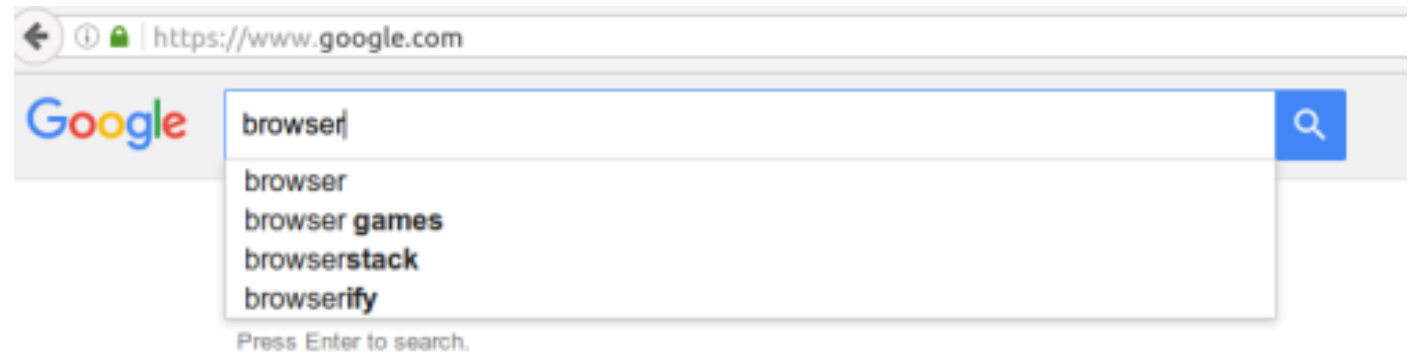 https://www.google.com
Google
browser
browser
browser games
browserstack
browserify
Press Enter to search.